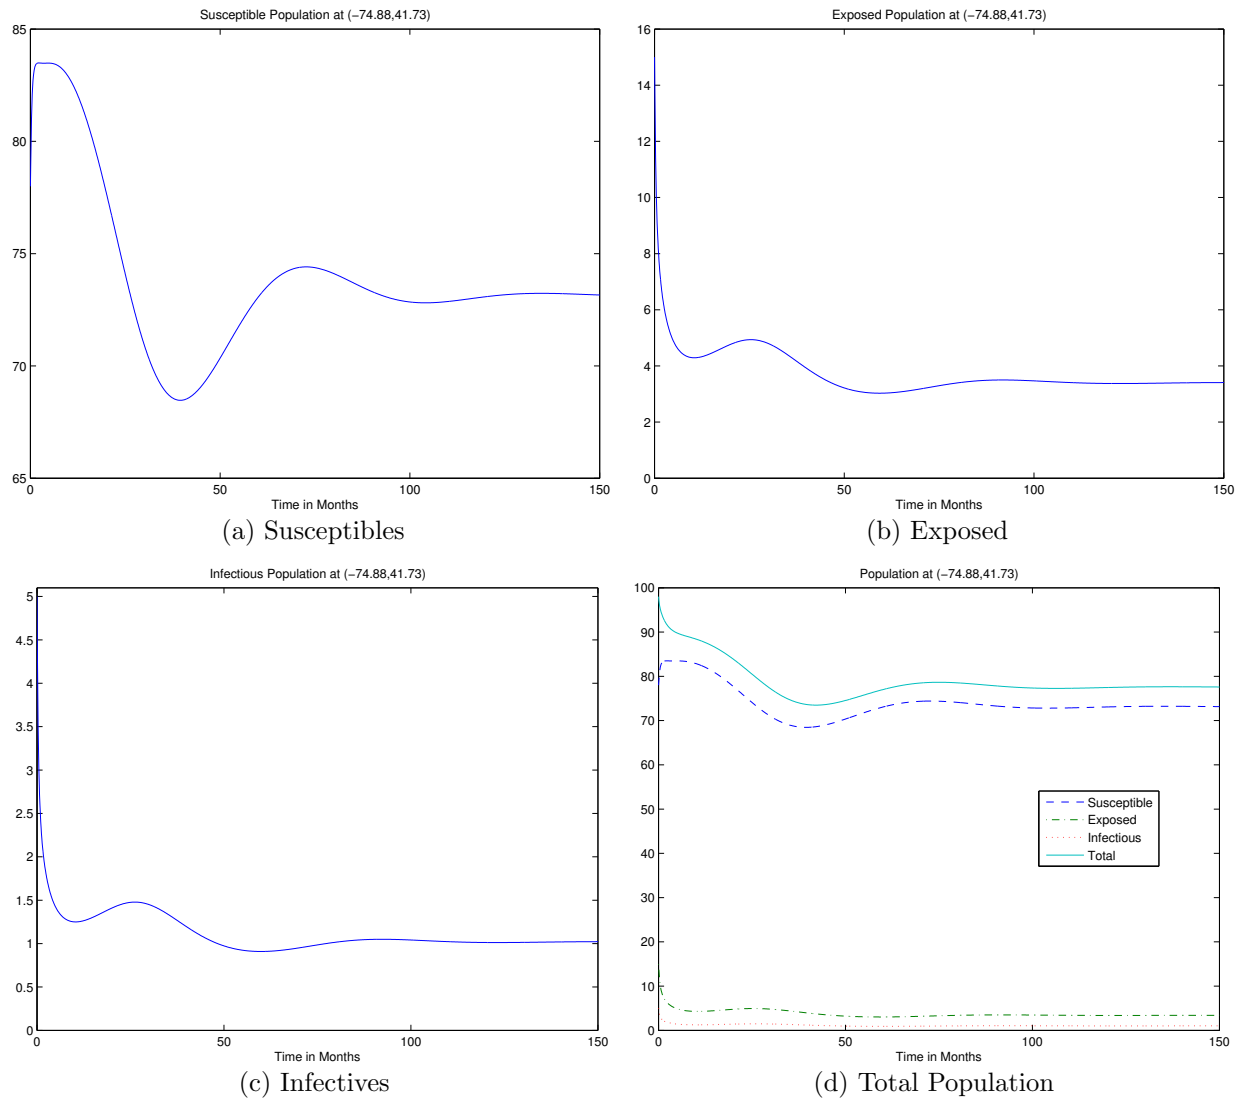 Susceptible Population at (−74.88,41.73)
85
80
75
70
65
0 50 100 150
Time in Months
(a) Susceptibles
Exposed Population at (−74.88,41.73)
16
14
12
10
8
6
4
2
0
0 50 100 150
Time in Months
(b) Exposed
Infectious Population at (−74.88,41.73)
5
4.5
4
3.5
3
2.5
2
1.5
1
0.5
0
0 50 100 150
Time in Months
(c) Infectives
Population at (−74.88,41.73)
100
90
80
70
60
50
40
30
20
10
0
Susceptible
Exposed
Infectious
Total
0 50 100 150
Time in Months
(d) Total Population